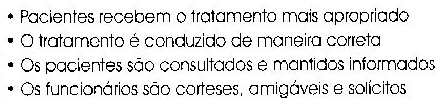 • Pacientes recebem o tratamento mais apropriado
• O tratamento é conduzido de maneira correta
• Os pacientes são consultados e mantidos informados
• Os funcionários são corteses, amigáveis e solícitos